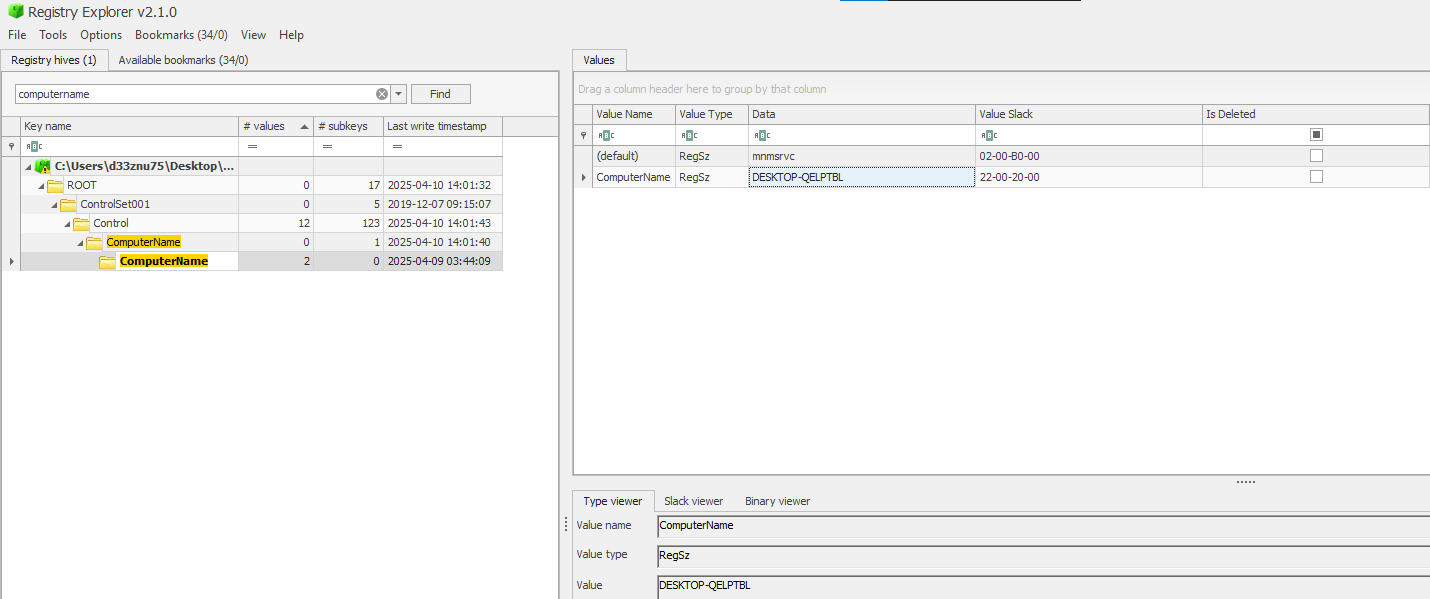 Registry Explorer v2.1.0
File Tools Options Bookmarks (34/0) View Help
Registry hives (1) Available bookmarks (34/0)
computername Find
Key name # values # subkeys Last write timestamp
= = =
C:\Users\d33znu75\Desktop\...
ROOT 0 17 2025-04-10 14:01:32
ControlSet001 0 5 2019-12-07 09:15:07
Control 12 123 2025-04-10 14:01:43
ComputerName 0 1 2025-04-10 14:01:40
ComputerName 2 0 2025-04-09 03:44:09
Values
Drag a column header here to group by that column
Value Name Value Type Data Value Slack Is Deleted
(default) RegSz mnmsrvc 02-00-B0-00
ComputerName RegSz DESKTOP-QELPTBL 22-00-20-00
Type viewer Slack viewer Binary viewer
Value name ComputerName
Value type RegSz
Value DESKTOP-QELPTBL